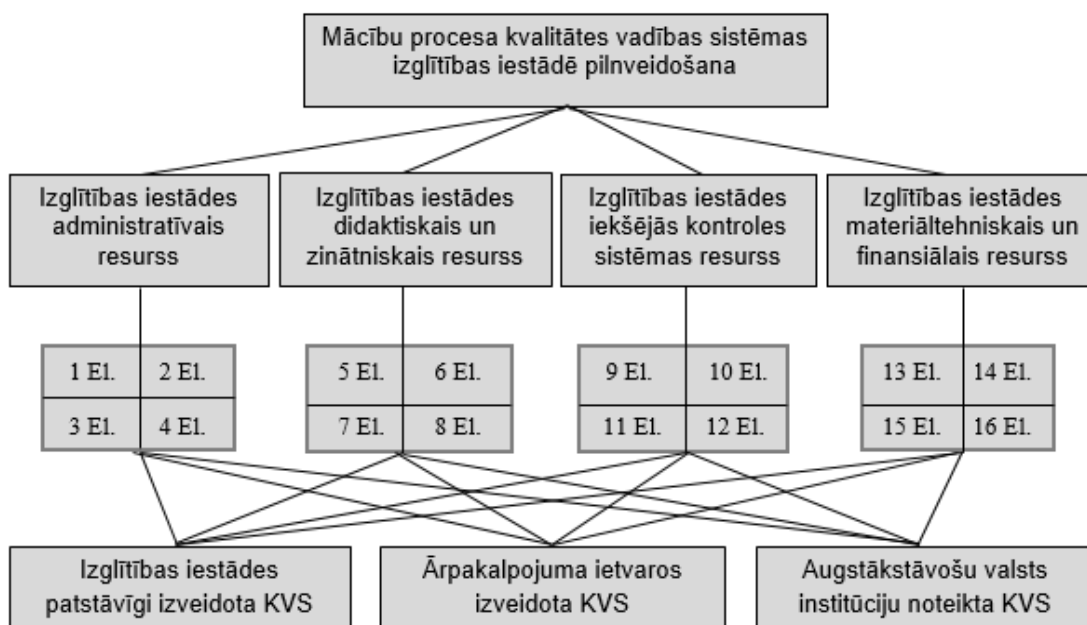 Mācību procesa kvalitātes vadības sistēmas
izglītības iestādē pilnveidošana
Izglītības iestādes
administratīvais
resurss
Izglītības iestādes
didaktiskais un
zinātniskais resurss
Izglītības iestādes
iekšējās kontroles
sistēmas resurss
Izglītības iestādes
materiāltehniskais un
finansiālais resurss
1 El. 2 El.
3 El. 4 El.
5 El. 6 El.
7 El. 8 El.
9 El. 10 El.
11 El. 12 El.
13 El. 14 El.
15 El. 16 El.
Izglītības iestādes
patstāvīgi izveidota KVS
Ārpakalpojuma ietvaros
izveidota KVS
Augstākstāvošu valsts
institūciju noteikta KVS